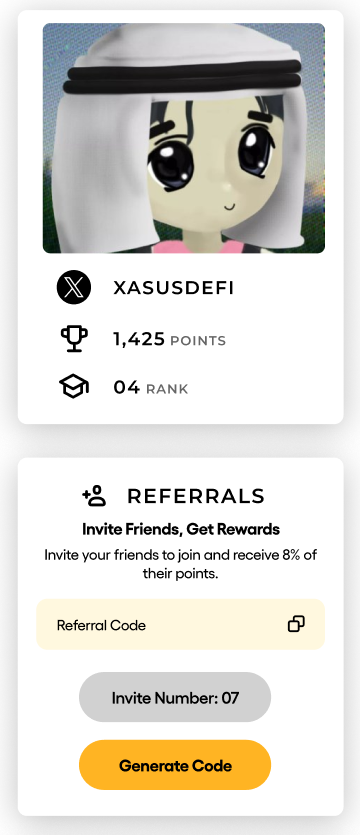 XASUSDEFI
1,425 POINTS
04 RANK
REFERRALS
Invite Friends, Get Rewards
Invite your friends to join and receive 8% of
their points.
Referral Code
Invite Number: 07
Generate Code